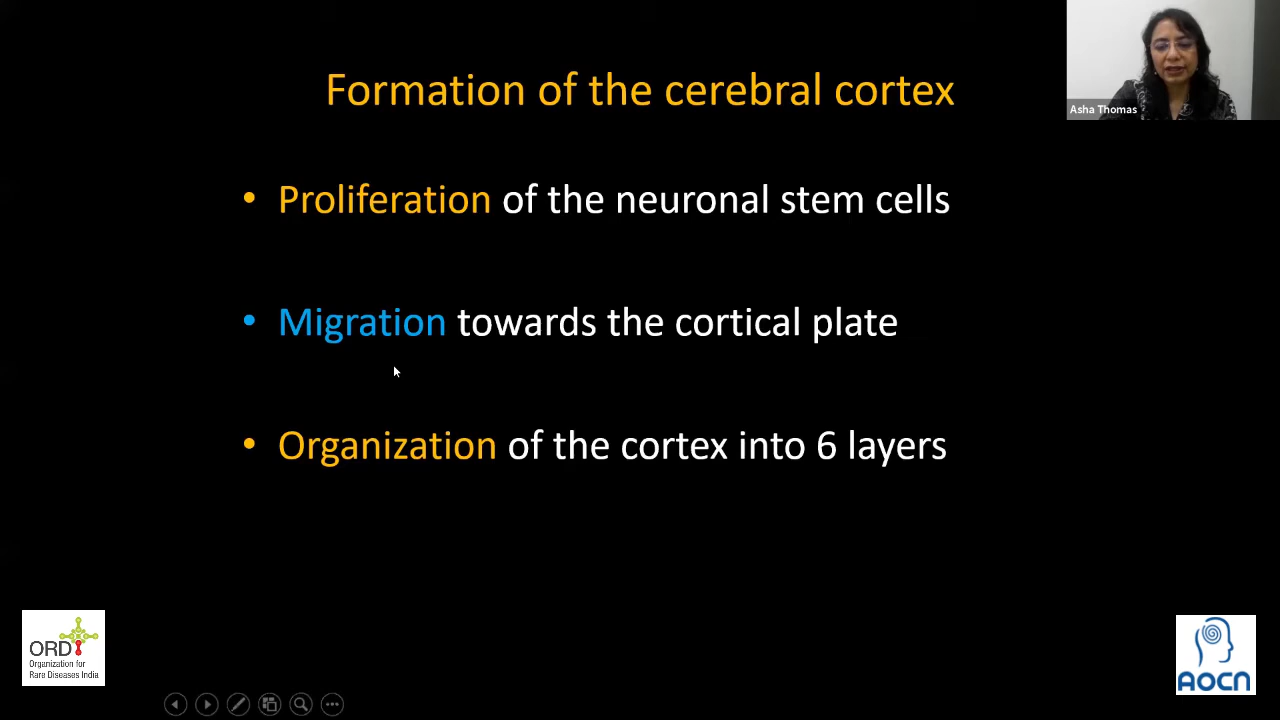 Formation of the cerebral cortex
Asha Thomas
• Proliferation of the neuronal stem cells
• Migration towards the cortical plate
• Organization of the cortex into 6 layers
ORDI
Organization for
Rare Diseases India
AOCN